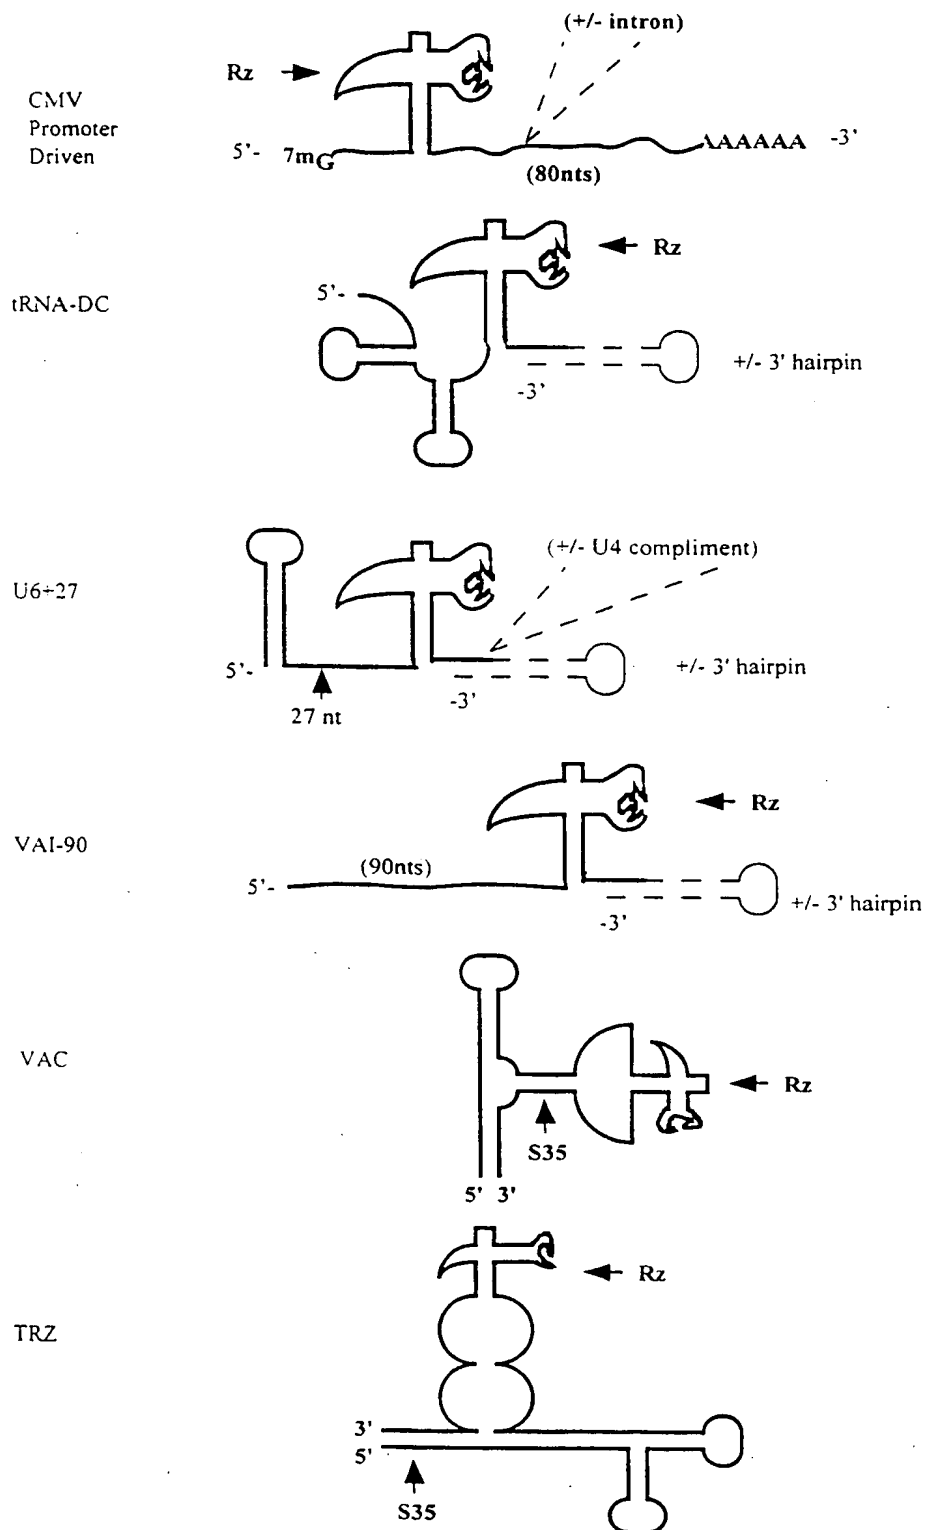 (+/- intron)
Rz
CMV
Promoter
Driven
5'- 7mG
AAAAAA -3'
(80nts)
Rz
5'-
tRNA-DC
+/- 3' hairpin
-3'
(+/- U4 compliment)
U6+27
5'-
+/- 3' hairpin
-3'
27 nt
Rz
VAI-90
(90nts)
5'-
+/- 3' hairpin
-3'
VAC
Rz
S35
5' 3'
Rz
TRZ
3'
5'
S35